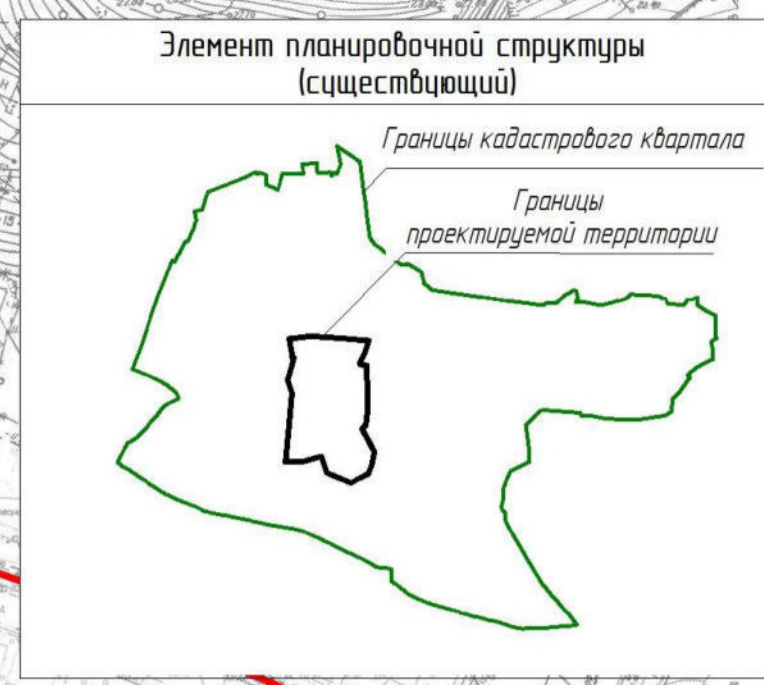 Элемент планировочной структуры
(существующий)
Границы кадастрового квартала
Границы
проектируемой территории